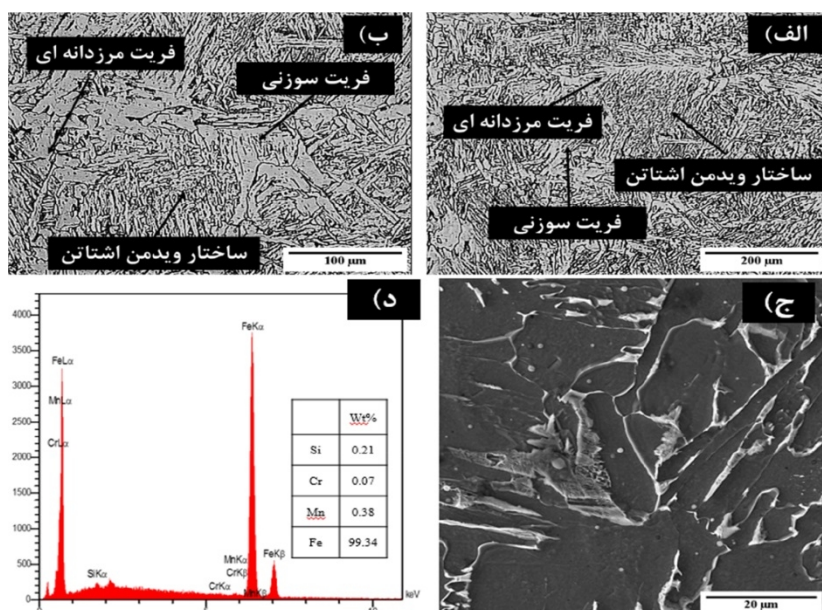 الف)
فریت مرزدانه ای
ساختار ویدمن اشتاتن
فریت سوزنی
200 µm
ب)
فریت مرزدانه ای
فریت سوزنی
ساختار ویدمن اشتاتن
100 µm
ج)
20 µm
د)
4000
3500
3000
2500
2000
1500
1000
500
0
FeLα
MnLα
CrLα
SiKα
FeKα
MnKα
CrKβ
CrKα
FeKβ
keV
Wt%
Si 0.21
Cr 0.07
Mn 0.38
Fe 99.34